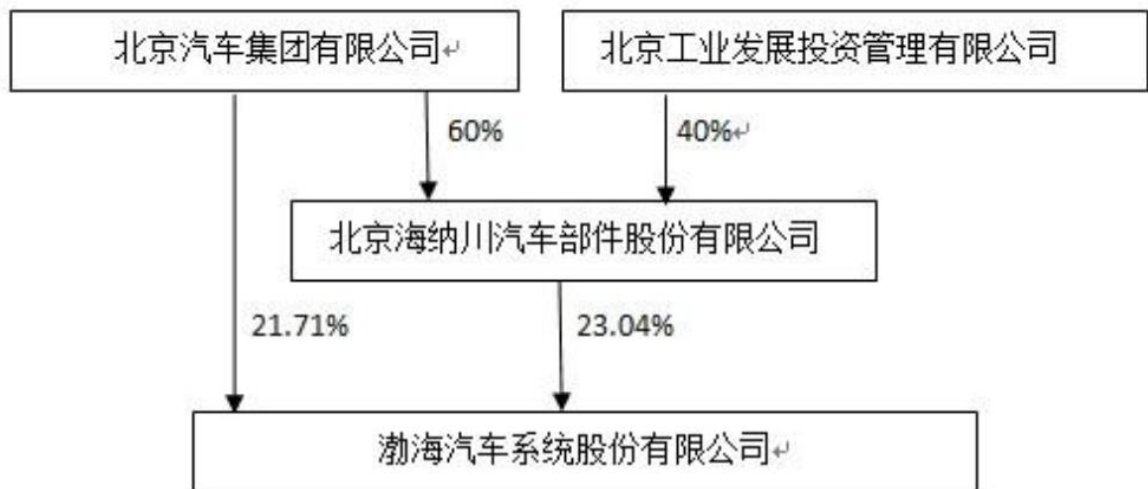 北京汽车集团有限公司↵
北京工业发展投资管理有限公司
60%
40%↵
北京海纳川汽车部件股份有限公司
21.71%
23.04%
渤海汽车系统股份有限公司↵